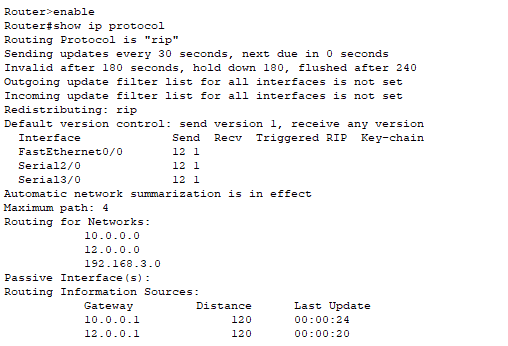 Router>enable
Router#show ip protocol
Routing Protocol is "rip"
Sending updates every 30 seconds, next due in 0 seconds
Invalid after 180 seconds, hold down 180, flushed after 240
Outgoing update filter list for all interfaces is not set
Incoming update filter list for all interfaces is not set
Redistributing: rip
Default version control: send version 1, receive any version
Interface Send Recv Triggered RIP Key-chain
FastEthernet0/0 12 1
Serial2/0 12 1
Serial3/0 12 1
Automatic network summarization is in effect
Maximum path: 4
Routing for Networks:
10.0.0.0
12.0.0.0
192.168.3.0
Passive Interface(s):
Routing Information Sources:
Gateway Distance Last Update
10.0.0.1 120 00:00:24
12.0.0.1 120 00:00:20